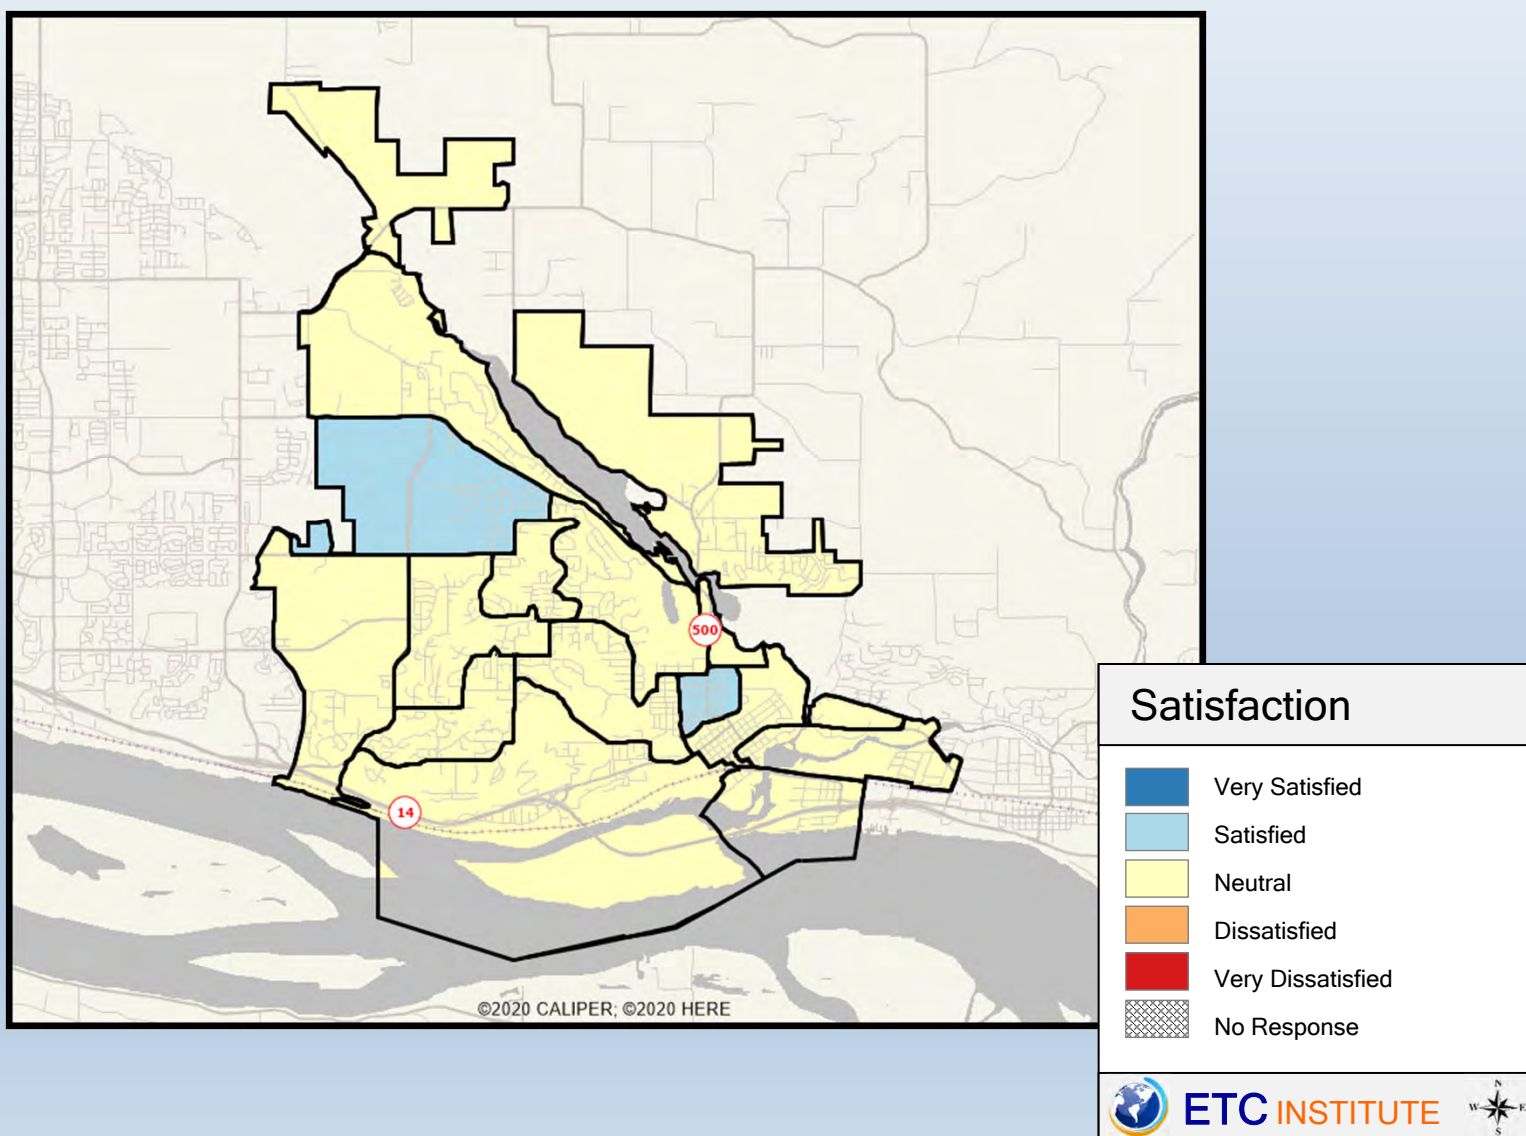 500
14
©2020 CALIPER; ©2020 HERE
Satisfaction
Very Satisfied
Satisfied
Neutral
Dissatisfied
Very Dissatisfied
No Response
ETC INSTITUTE
N
W E
S